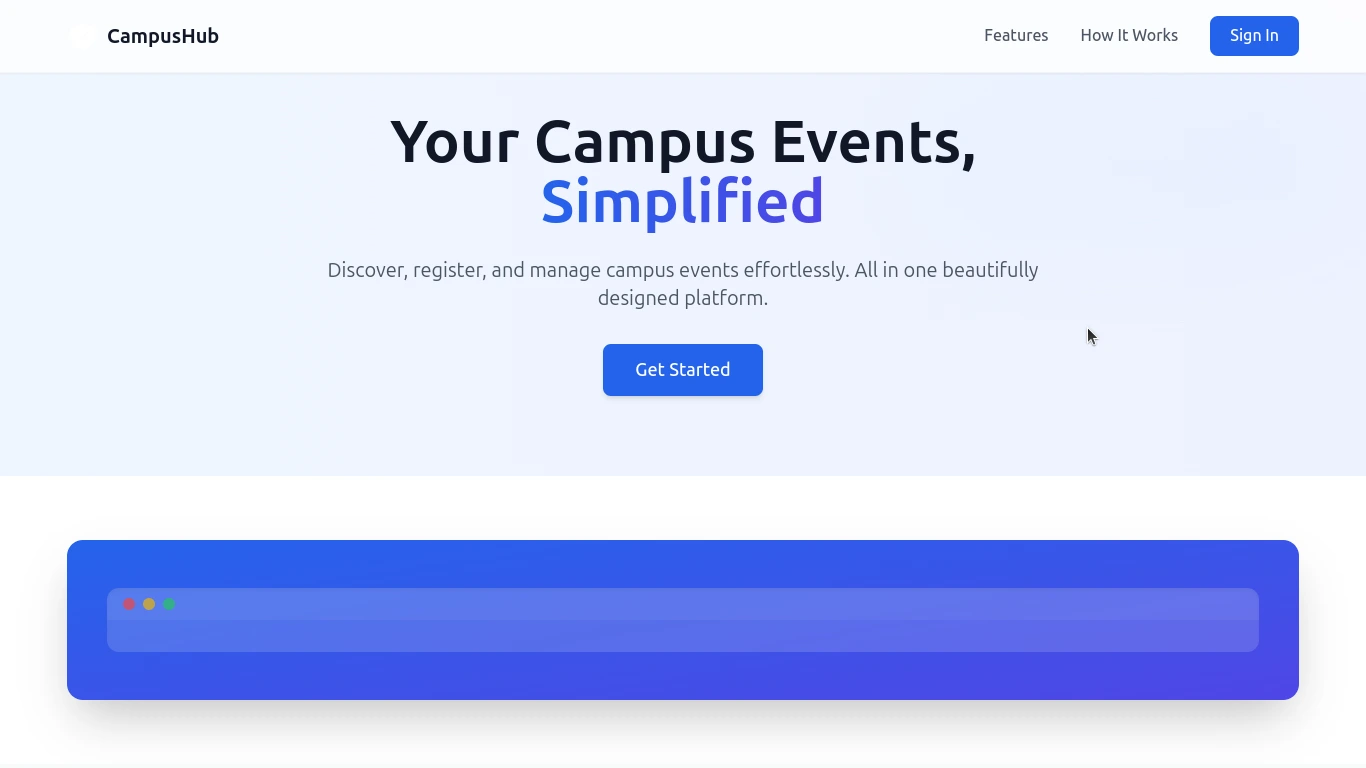 CampusHub
Features
How It Works
Sign In
Your Campus Events,
Simplified
Discover, register, and manage campus events effortlessly. All in one beautifully
designed platform.
Get Started